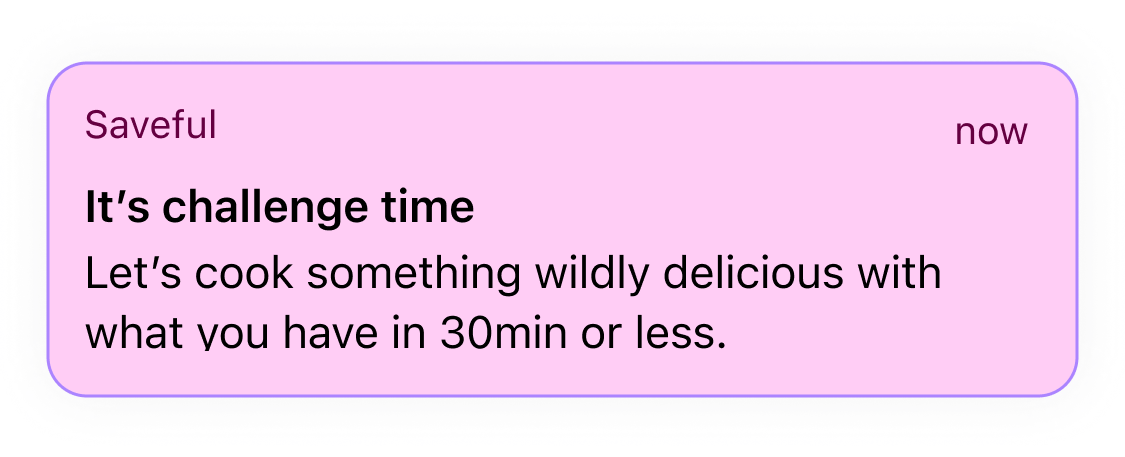 Saveful
now
It’s challenge time
Let’s cook something wildly delicious with
what you have in 30min or less.